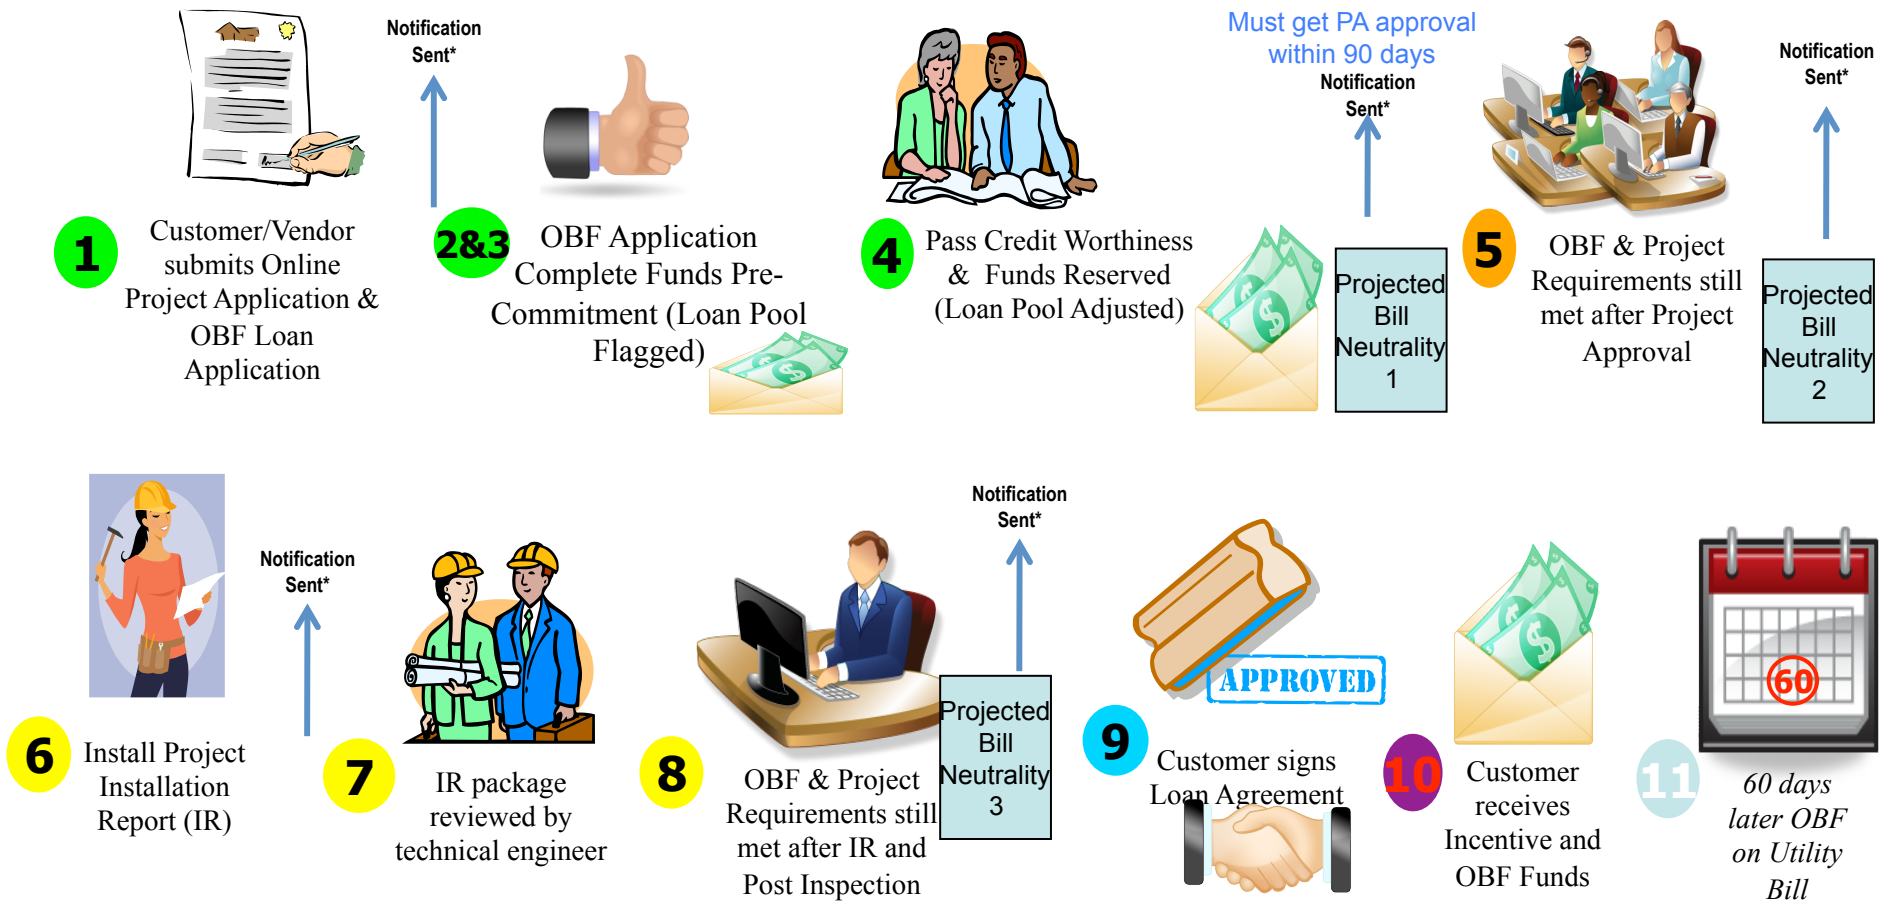 Notification
Sent*
1
Customer/Vendor
submits Online
Project Application &
OBF Loan
Application
2&3
OBF Application
Complete Funds Pre-
Commitment (Loan Pool
Flagged)
4
Pass Credit Worthiness
& Funds Reserved
(Loan Pool Adjusted)
Must get PA approval
within 90 days
Notification
Sent*
Projected
Bill
Neutrality
1
5
OBF & Project
Requirements still
met after Project
Approval
Notification
Sent*
Projected
Bill
Neutrality
2
6
Install Project
Installation
Report (IR)
Notification
Sent*
7
IR package
reviewed by
technical engineer
8
OBF & Project
Requirements still
met after IR and
Post Inspection
Notification
Sent*
Projected
Bill
Neutrality
3
APPROVED
9
Customer signs
Loan Agreement
10
Customer
receives
Incentive and
OBF Funds
60
11
60 days
later OBF
on Utility
Bill